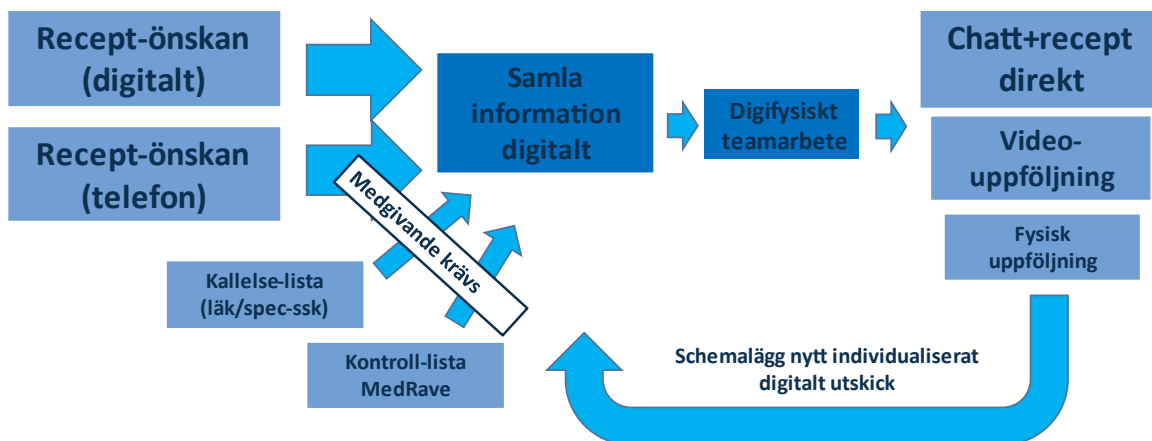 Recept-önskan
(digitalt)
Recept-önskan
(telefon)
Kallelse-lista
(läk/spec-ssk)
Kontroll-lista
MedRave
Medgivande krävs
Samla
information
digitalt
Digifysiskt
teamarbete
Chatt+recept
direkt
Video-
uppföljning
Fysisk
uppföljning
Schemalägg nytt individualiserat
digitalt utskick